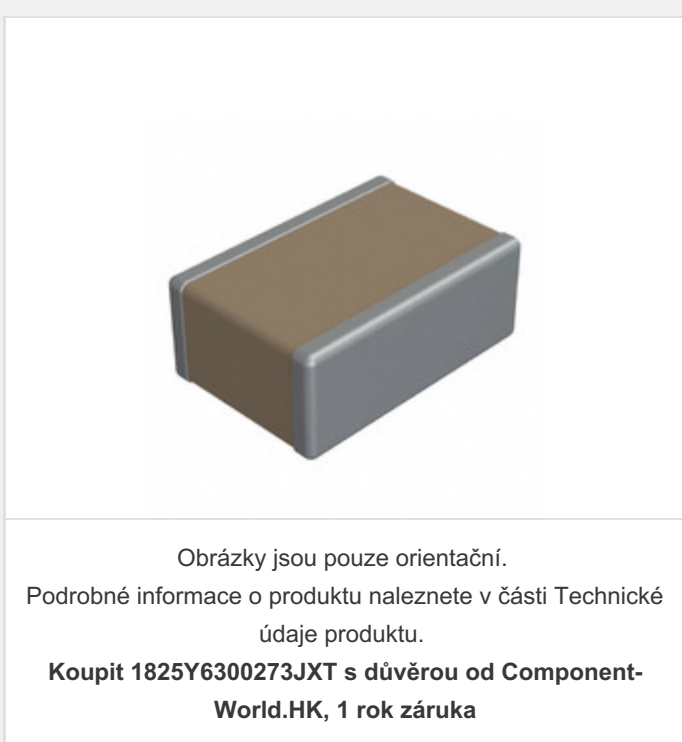 Obrázky jsou pouze orientační.
Podrobné informace o produktu naleznete v části Technické
údaje produktu.
Koupit 1825Y6300273JXT s důvěrou od Component-
World.HK, 1 rok záruka